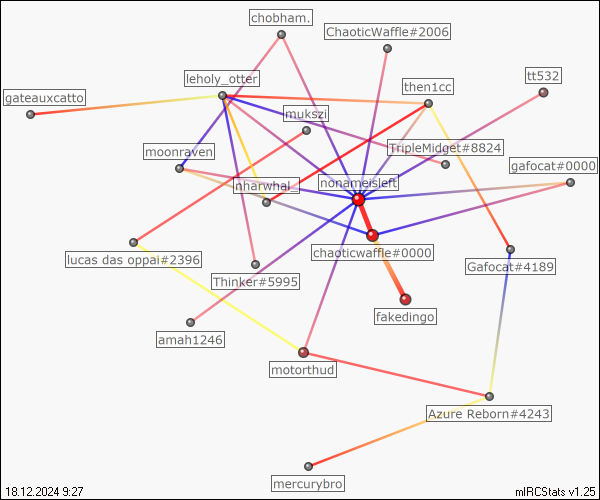 chobham.
ChaoticWaffle#2006
leholy_otter
then1cc
tt532
gateauxcatto
mukszi
moonraven
TripleMidget#8824
gafocat#0000
nharwhal_
nonameisleft
lucas das oppai#2396
chaoticwaffle#0000
Thinker#5995
Gafocat#4189
fakedingo
amah1246
motorthud
Azure Reborn#4243
mercurybro
18.12.2024 9:27
mIRCStats v1.25